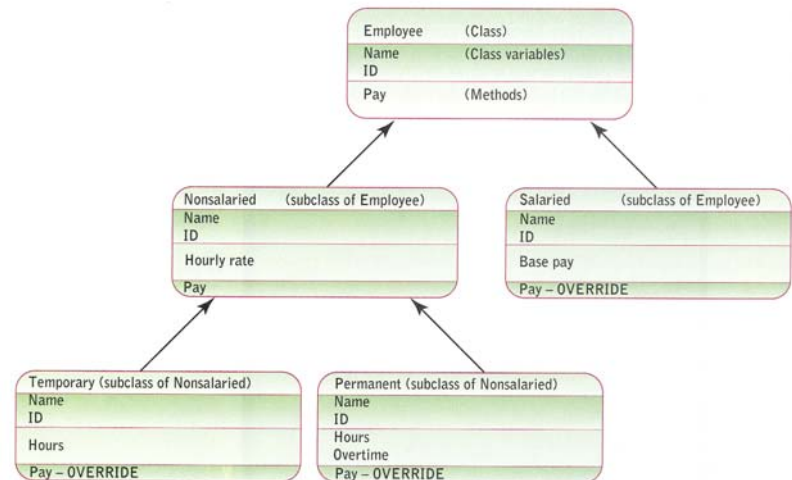 Employee (Class)
Name (Class variables)
ID
Pay (Methods)
Nonsalaried (subclass of Employee)
Name
ID
Hourly rate
Pay
Salaried (subclass of Employee)
Name
ID
Base pay
Pay – OVERRIDE
Temporary (subclass of Nonsalaried)
Name
ID
Hours
Pay – OVERRIDE
Permanent (subclass of Nonsalaried)
Name
ID
Hours
Overtime
Pay – OVERRIDE